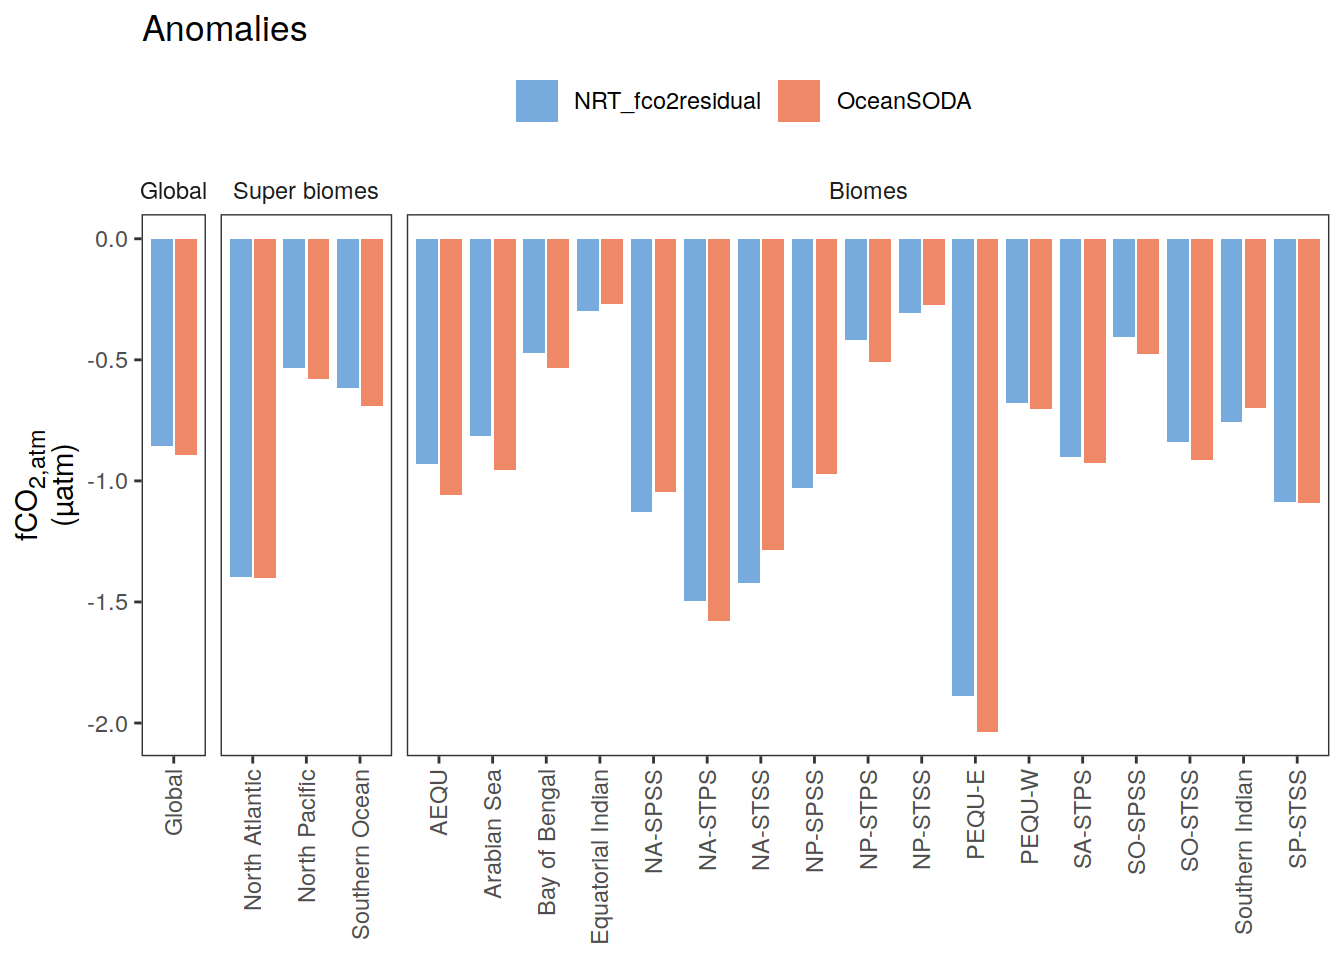 Anomalies
NRT_fco2residual
OceanSODA
Global
Super biomes
Biomes
fCO2,atm
(µatm)
0.0
-0.5
-1.0
-1.5
-2.0
Global
North Atlantic
North Pacific
Southern Ocean
AEQU
Arabian Sea
Bay of Bengal
Equatorial Indian
NA-SPSS
NA-STPS
NA-STSS
NP-SPSS
NP-STPS
NP-STSS
PEQU-E
PEQU-W
SA-STPS
SO-SPSS
SO-STSS
Southern Indian
SP-STSS